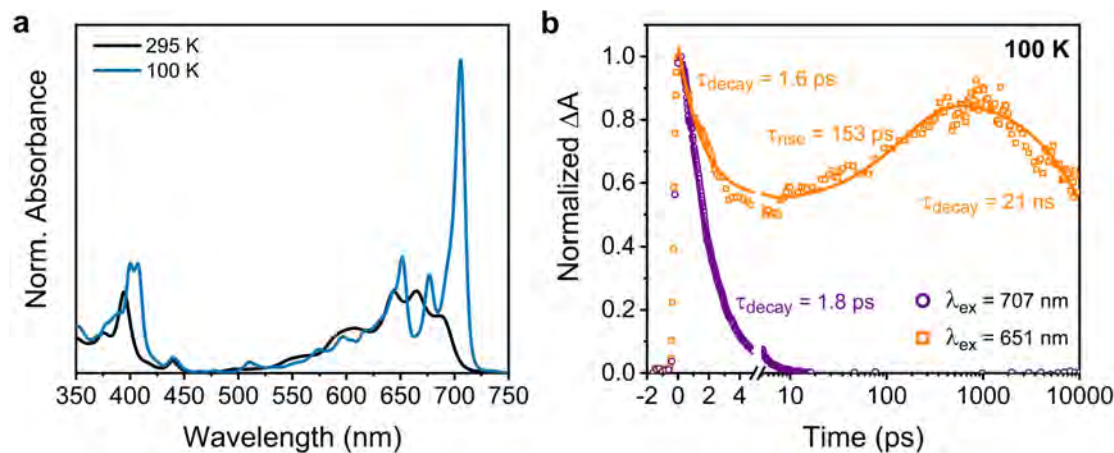 a
295 K
100 K
Norm. Absorbance
350 400 450 500 550 600 650 700 750
Wavelength (nm)
b
100 K
Normalized ΔA
1.0
0.8
0.6
0.4
0.2
0.0
τdecay = 1.6 ps
τrise = 153 ps
τdecay = 21 ns
τdecay = 1.8 ps
λex = 707 nm
λex = 651 nm
-2 0 2 4 10 100 1000 10000
Time (ps)